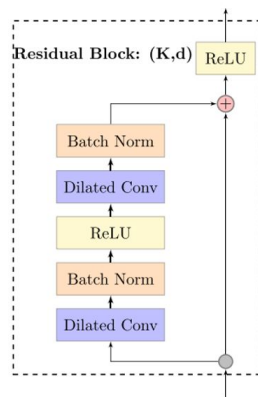 Residual Block: (K,d)
ReLU
+
Batch Norm
Dilated Conv
ReLU
Batch Norm
Dilated Conv